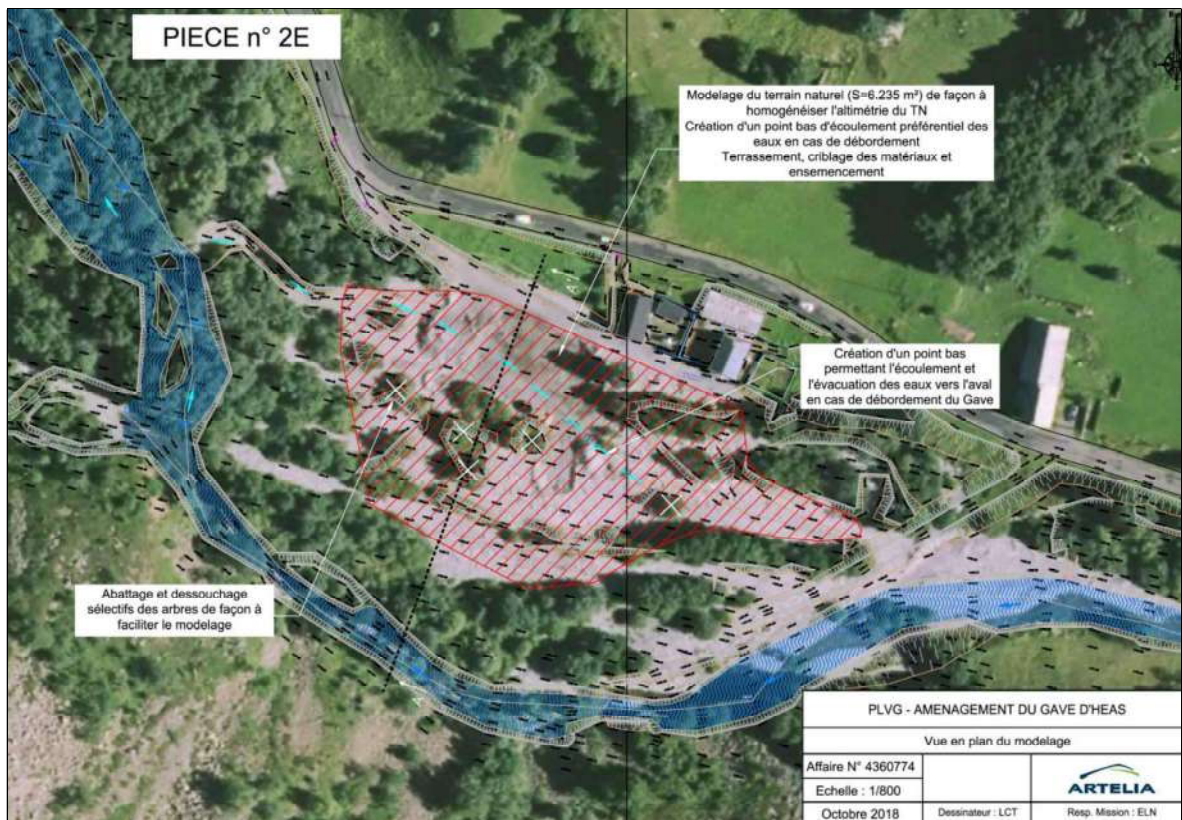 PIECE n° 2E
Modelage du terrain naturel (S=6.235 m²) de façon à
homogénéiser l'altimétrie du TN
Création d'un point bas d'écoulement préférentiel des
eaux en cas de débordement
Terrassement, criblage des matériaux et
ensemencement
Création d'un point bas
permettant l'écoulement et
l'évacuation des eaux vers l'aval
en cas de débordement du Gave
Abattage et dessouchage
sélectifs des arbres de façon à
faciliter le modelage
PLVG - AMENAGEMENT DU GAVE D'HEAS
Vue en plan du modelage
Affaire N° 4360774
Echelle : 1/800
ARTELIA
Octobre 2018
Dessinateur : LCT
Resp. Mission : ELN